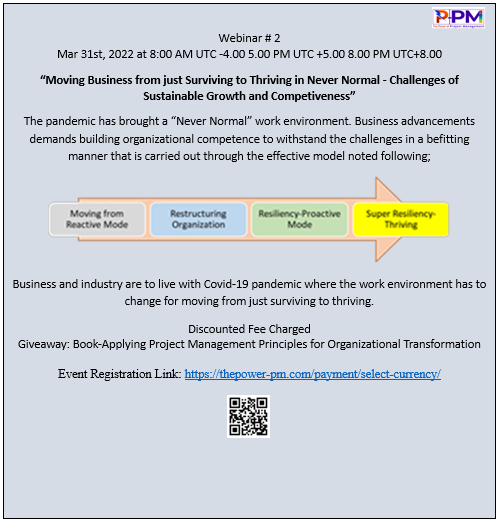 P-PM
Webinar # 2
Mar 31st, 2022 at 8:00 AM UTC -4.00 5.00 PM UTC +5.00 8.00 PM UTC+8.00
“Moving Business from just Surviving to Thriving in Never Normal - Challenges of
Sustainable Growth and Competiveness”
The pandemic has brought a “Never Normal” work environment. Business advancements
demands building organizational competence to withstand the challenges in a befitting
manner that is carried out through the effective model noted following;
Moving from
Reactive Mode
Restructuring
Organization
Resiliency-Proactive
Mode
Super Resiliency-
Thriving
Business and industry are to live with Covid-19 pandemic where the work environment has to
change for moving from just surviving to thriving.
Discounted Fee Charged
Giveaway: Book-Applying Project Management Principles for Organizational Transformation
Event Registration Link: https://thepower-pm.com/payment/select-currency/